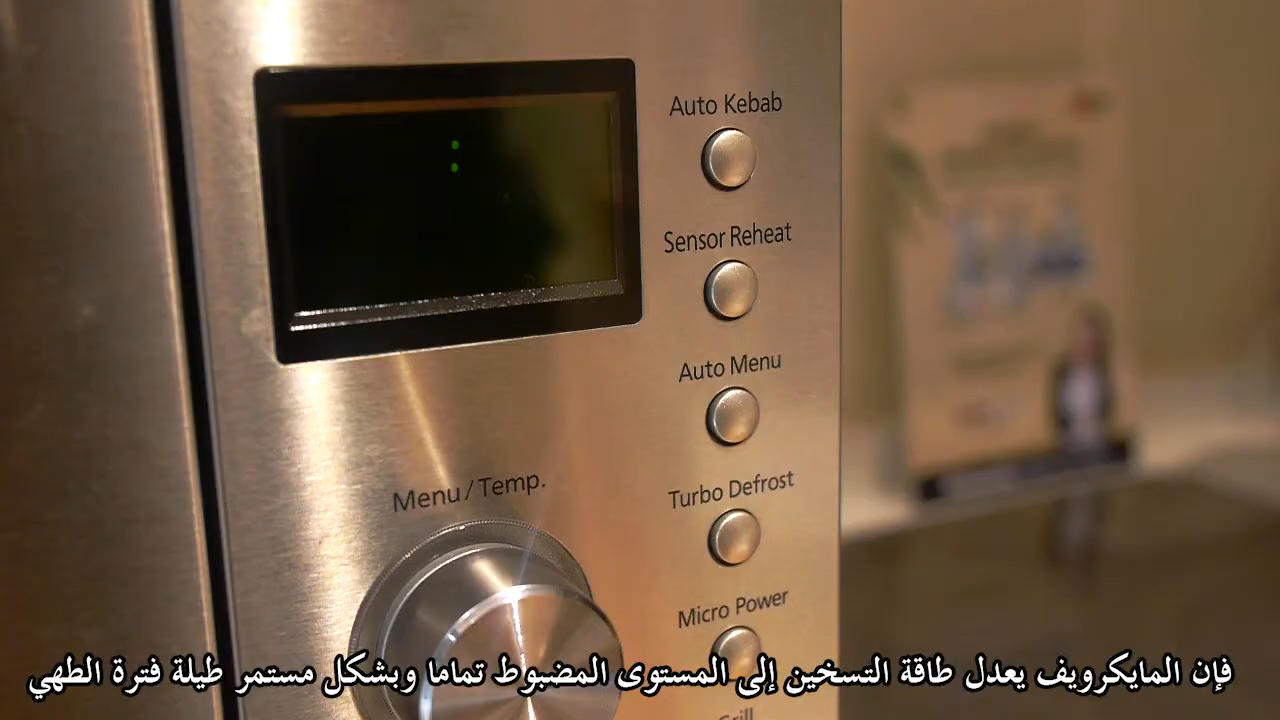 Auto Kebab
Sensor Reheat
Auto Menu
Menu / Temp.
Turbo Defrost
Micro Power
فإن المايكرويف يعدل طاقة التسخين إلى المستوى المضبوط تماما وبشكل مستمر طيلة فترة الطهي
Grill